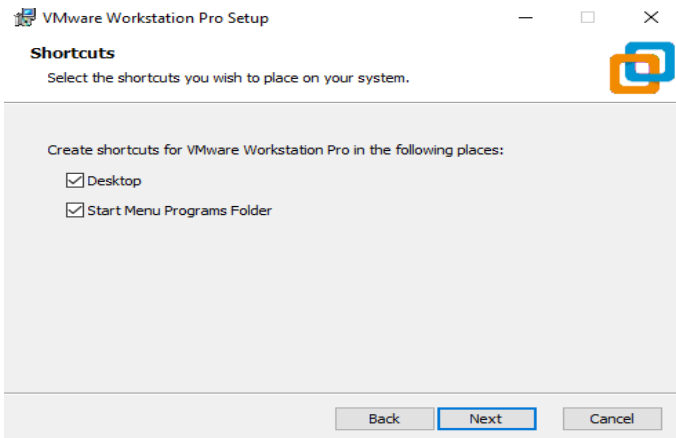 VMware Workstation Pro Setup
Shortcuts
Select the shortcuts you wish to place on your system.
Create shortcuts for VMware Workstation Pro in the following places:
Desktop
Start Menu Programs Folder
Back Next Cancel